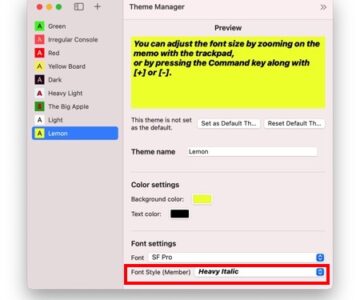 Theme Manager
A Green
A Irregular Console
A Red
A Yellow Board
A Dark
A Heavy Light
A The Big Apple
A Light
A Lemon
Preview
You can adjust the font size by zooming on the
memo with the trackpad,
or by pressing the Command key along with
[+] or [-].
This theme is not set
as the default.
Set as Default Th...
Reset Default Th...
Theme name
Lemon
Color settings
Background color:
Text color:
Font settings
Font
SF Pro
Font Style (Member)
Heavy Italic